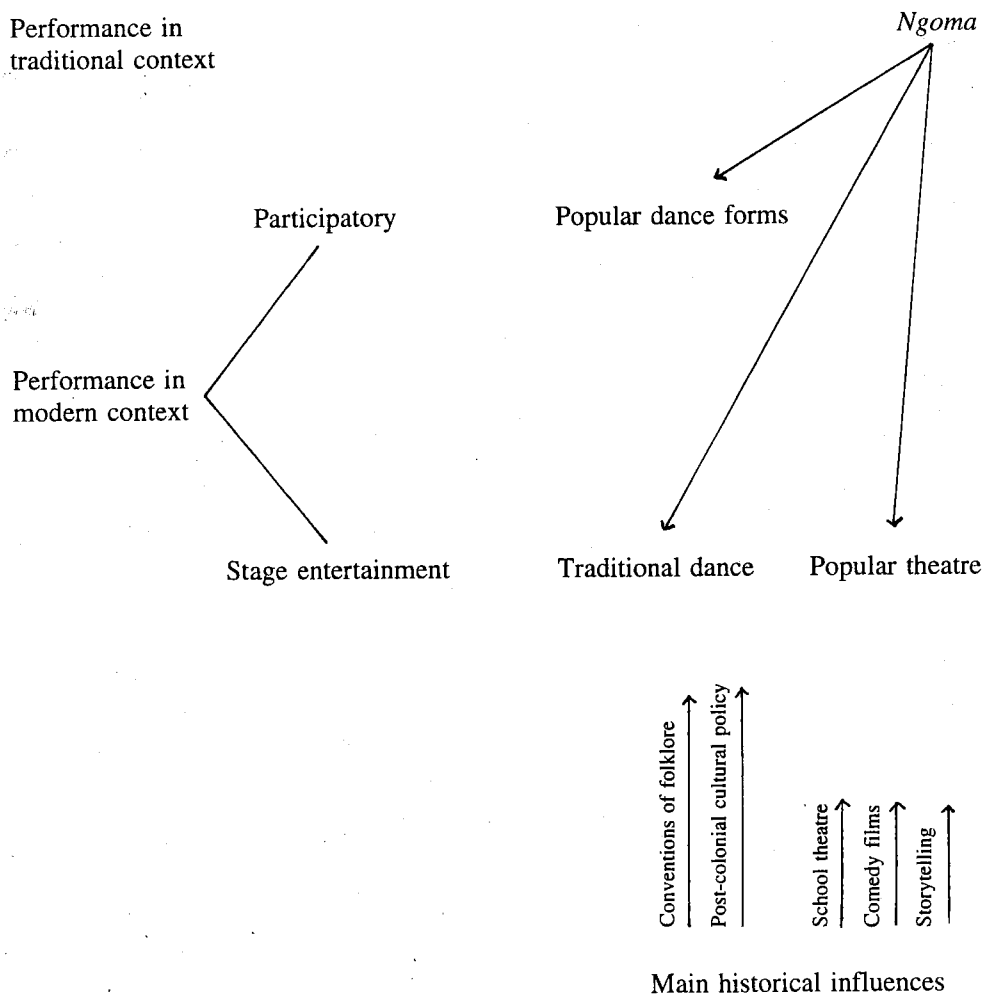 Performance in
traditional context
Ngoma
Participatory
Popular dance forms
Performance in
modern context
Stage entertainment
Traditional dance
Popular theatre
Conventions of folklore
Post-colonial cultural policy
School theatre
Comedy films
Storytelling
Main historical influences